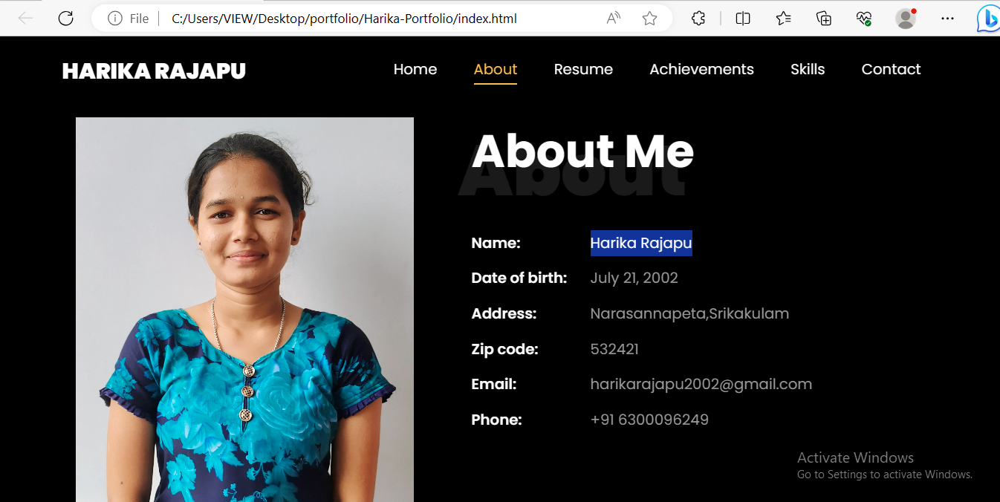 File C:/Users/VIEW/Desktop/portfolio/Harika-Portfolio/index.html
HARIKA RAJAPU Home About Resume Achievements Skills Contact
About Me
About
Name: Harika Rajapu
Date of birth: July 21, 2002
Address: Narasannapeta,Srikakulam
Zip code: 532421
Email: harikarajapu2002@gmail.com
Phone: +91 6300096249
Activate Windows
Go to Settings to activate Windows.